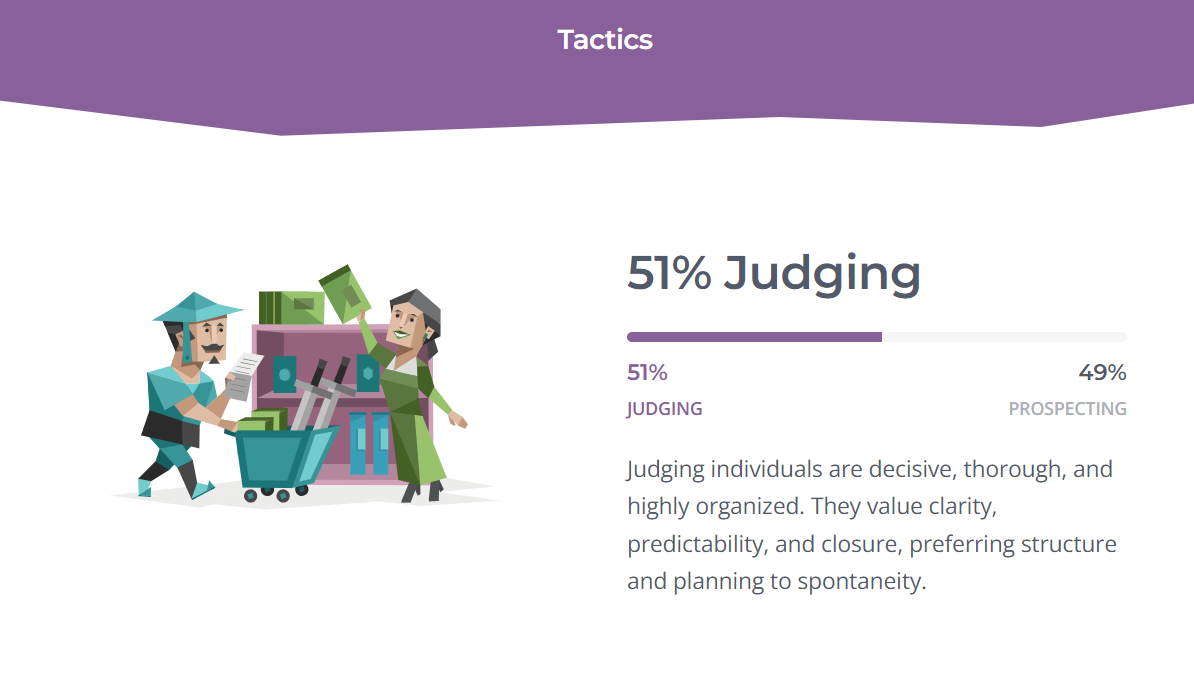 Tactics
51% Judging
51% 49%
JUDGING PROSPECTING
Judging individuals are decisive, thorough, and
highly organized. They value clarity,
predictability, and closure, preferring structure
and planning to spontaneity.